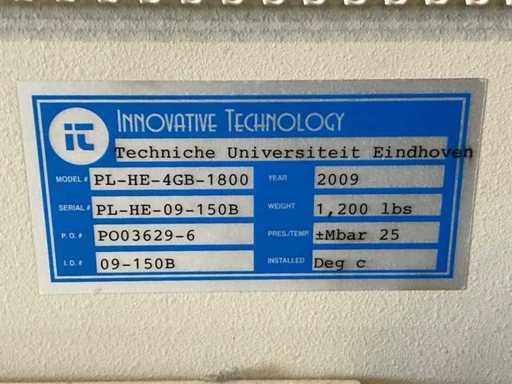 it INNOVATIVE TECHNOLOGY
Techniche Universiteit Eindhoven
MODEL # PL-HE-4GB-1800 YEAR 2009
SERIAL # PL-HE-09-150B WEIGHT 1,200 lbs
P.O. # PO03629-6 PRES./TEMP. ±Mbar 25
I.D. # 09-150B INSTALLED Deg c